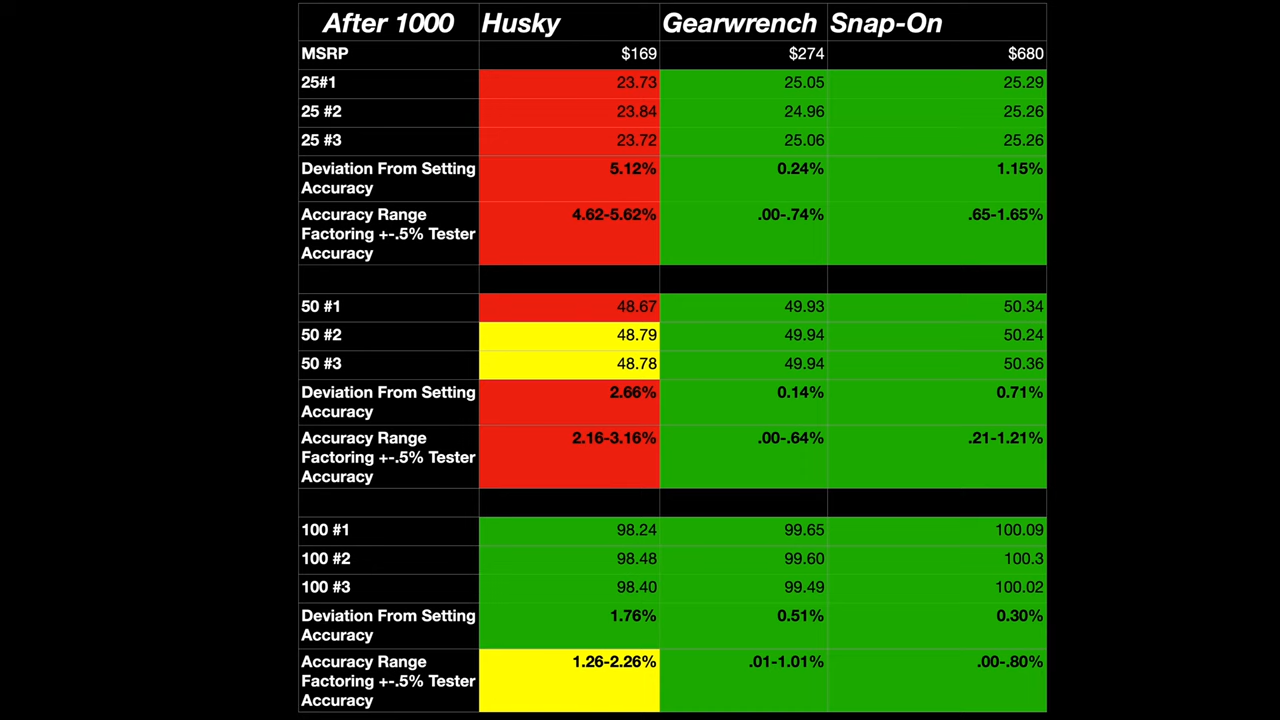 After 1000 Husky Gearwrench Snap-On
MSRP $169 $274 $680
25#1 23.73 25.05 25.29
25 #2 23.84 24.96 25.26
25 #3 23.72 25.06 25.26
Deviation From Setting 5.12% 0.24% 1.15%
Accuracy
Accuracy Range 4.62-5.62% .00-.74% .65-1.65%
Factoring +-.5% Tester
Accuracy
50 #1 48.67 49.93 50.34
50 #2 48.79 49.94 50.24
50 #3 48.78 49.94 50.36
Deviation From Setting 2.66% 0.14% 0.71%
Accuracy
Accuracy Range 2.16-3.16% .00-.64% .21-1.21%
Factoring +-.5% Tester
Accuracy
100 #1 98.24 99.65 100.09
100 #2 98.48 99.60 100.3
100 #3 98.40 99.49 100.02
Deviation From Setting 1.76% 0.51% 0.30%
Accuracy
Accuracy Range 1.26-2.26% .01-1.01% .00-.80%
Factoring +-.5% Tester
Accuracy